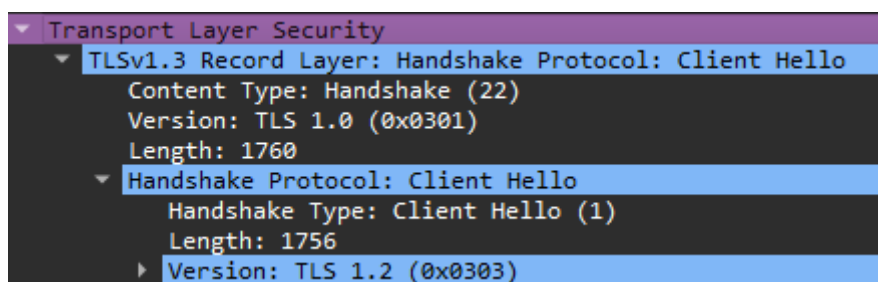 Transport Layer Security
TLSv1.3 Record Layer: Handshake Protocol: Client Hello
Content Type: Handshake (22)
Version: TLS 1.0 (0x0301)
Length: 1760
Handshake Protocol: Client Hello
Handshake Type: Client Hello (1)
Length: 1756
Version: TLS 1.2 (0x0303)